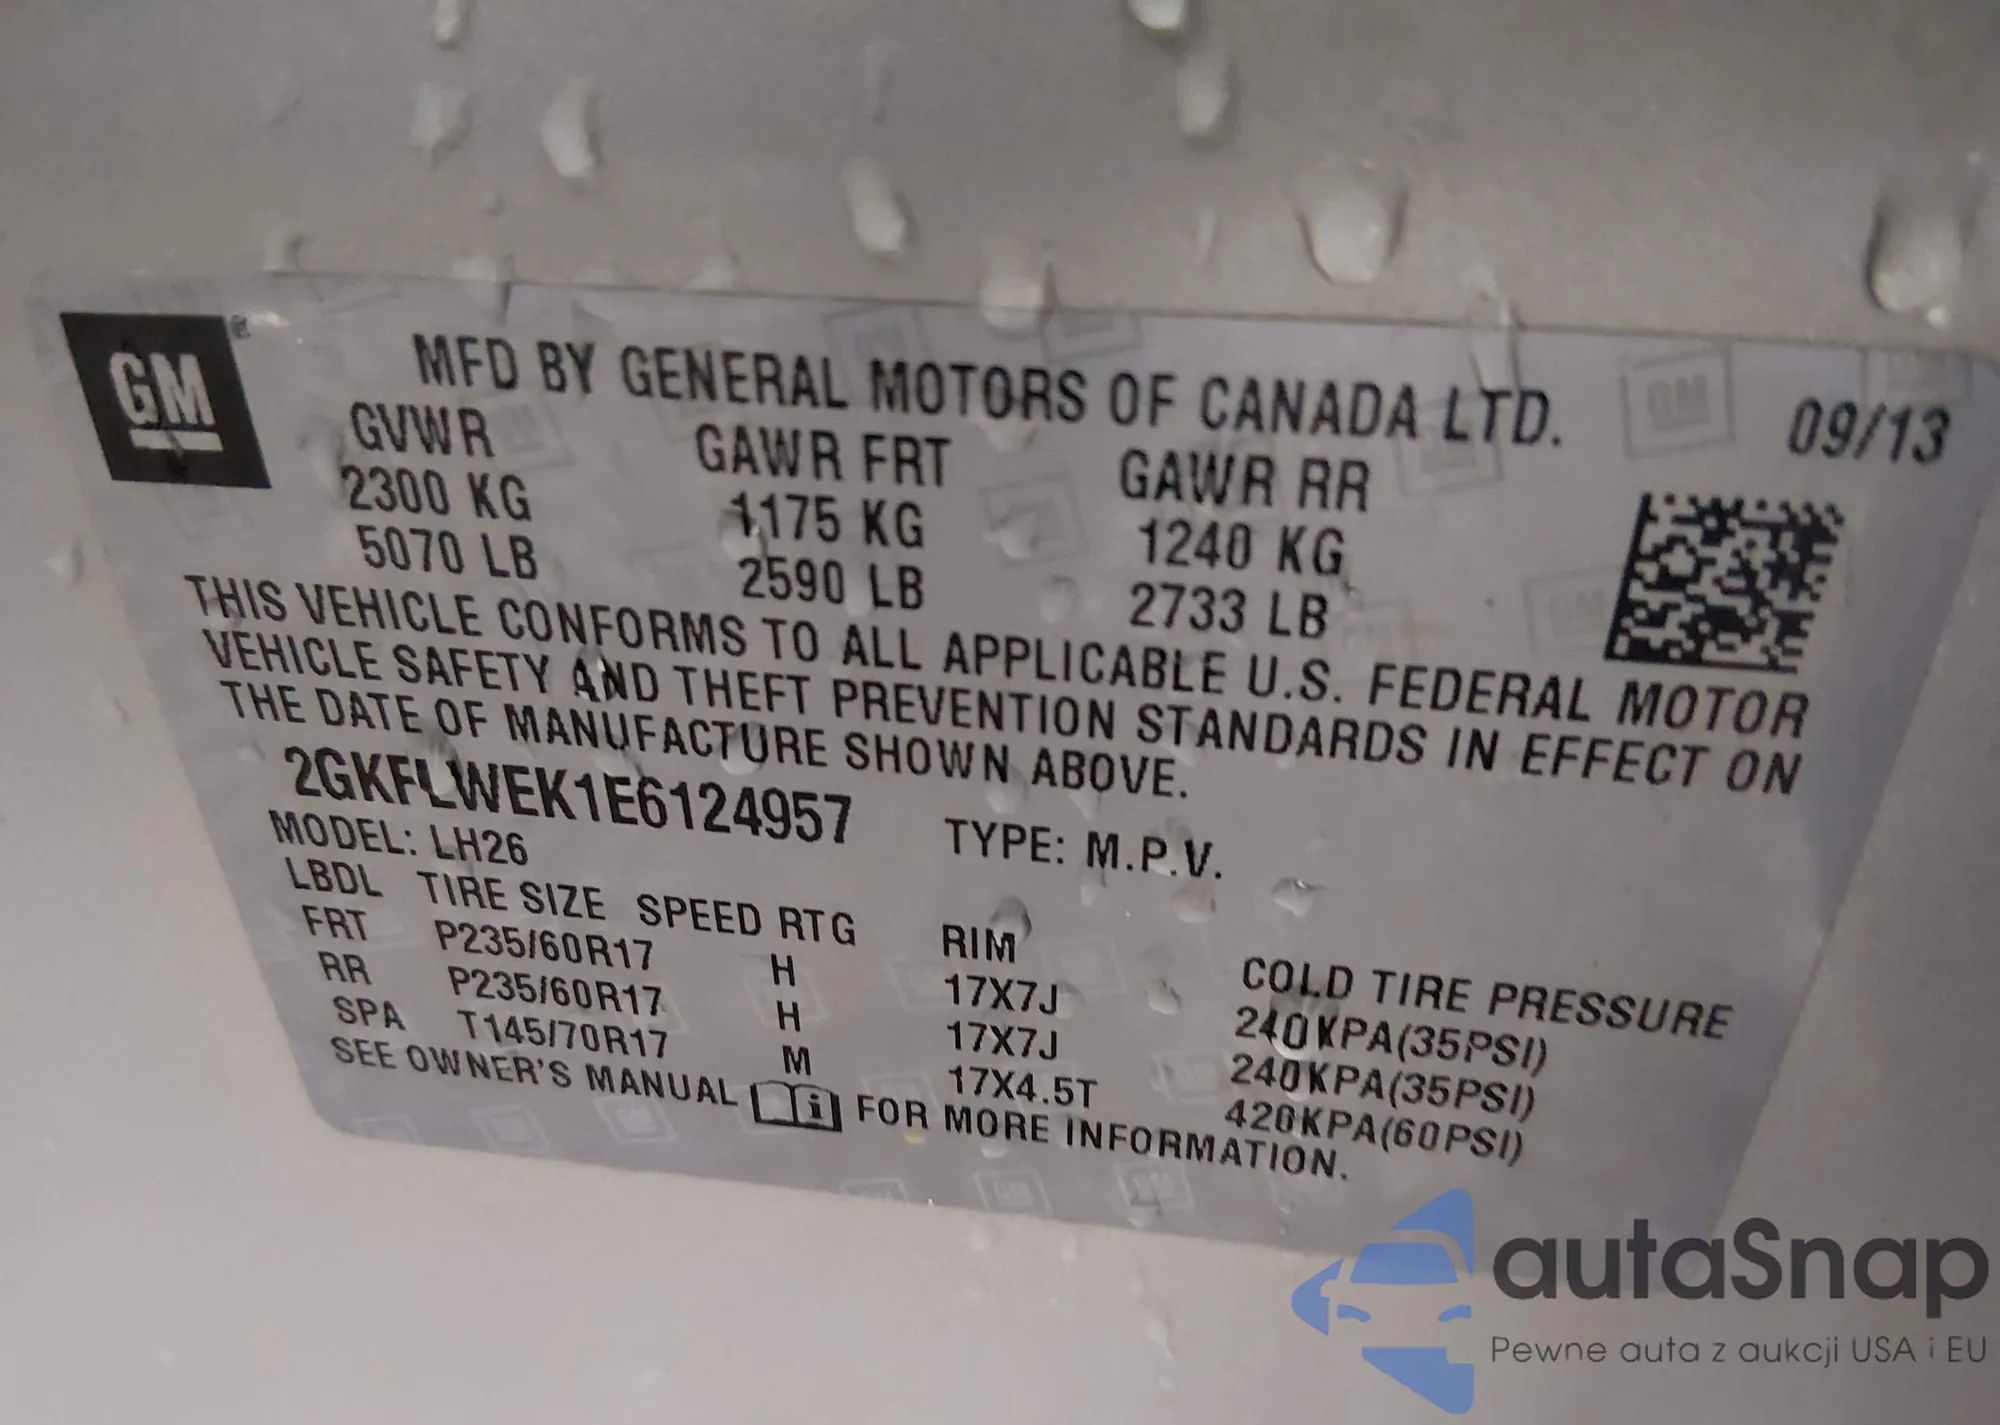 GM
MFD BY GENERAL MOTORS OF CANADA LTD. 09/13
GVWR GAWR FRT GAWR RR
2300 KG 1175 KG 1240 KG
5070 LB 2590 LB 2733 LB
THIS VEHICLE CONFORMS TO ALL APPLICABLE U.S. FEDERAL MOTOR
VEHICLE SAFETY AND THEFT PREVENTION STANDARDS IN EFFECT ON
THE DATE OF MANUFACTURE SHOWN ABOVE.
2GKFLWEK1E6124957 TYPE: M.P.V.
MODEL: LH26
LBDL TIRE SIZE SPEED RTG RIM COLD TIRE PRESSURE
FRT P235/60R17 H 17X7J 240KPA(35PSI)
RR P235/60R17 H 17X7J 240KPA(35PSI)
SPA T145/70R17 M 17X4.5T 420KPA(60PSI)
SEE OWNER'S MANUAL i FOR MORE INFORMATION.
autaSnap
Pewne auta z aukcji USA i EU